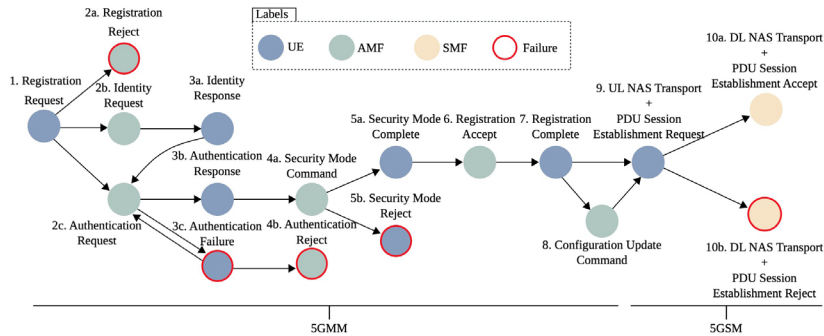 Labels
UE
AMF
SMF
Failure
2a. Registration
Reject
1. Registration
Request
2b. Identity
Request
3a. Identity
Response
3b. Authentication
Response
2c. Authentication
Request
3c. Authentication
Failure
4a. Security Mode
Command
4b. Authentication
Reject
5a. Security Mode
Complete
5b. Security Mode
Reject
6. Registration
Accept
7. Registration
Complete
8. Configuration Update
Command
9. UL NAS Transport
+
PDU Session
Establishment Request
10a. DL NAS Transport
+
PDU Session
Establishment Accept
10b. DL NAS Transport
+
PDU Session
Establishment Reject
5GMM
5GSM